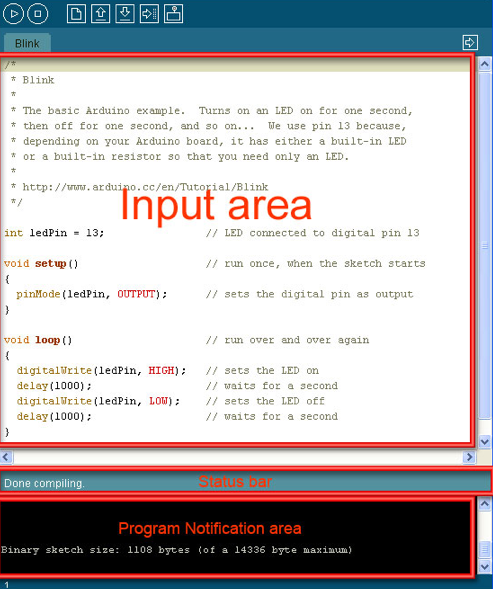 Blink
/*
 * Blink
 *
 * The basic Arduino example.  Turns on an LED on for one second,
 * then off for one second, and so on...  We use pin 13 because,
 * depending on your Arduino board, it has either a built-in LED
 * or a built-in resistor so that you need only an LED.
 *
 * http://www.arduino.cc/en/Tutorial/Blink
 */
Input area
int ledPin = 13;                // LED connected to digital pin 13
void setup()                    // run once, when the sketch starts
{
  pinMode(ledPin, OUTPUT);      // sets the digital pin as output
}
void loop()                     // run over and over again
{
  digitalWrite(ledPin, HIGH);   // sets the LED on
  delay(1000);                  // waits for a second
  digitalWrite(ledPin, LOW);    // sets the LED off
  delay(1000);                  // waits for a second
}
Done compiling.
Status bar
Program Notification area
Binary sketch size: 1108 bytes (of a 14336 byte maximum)
1